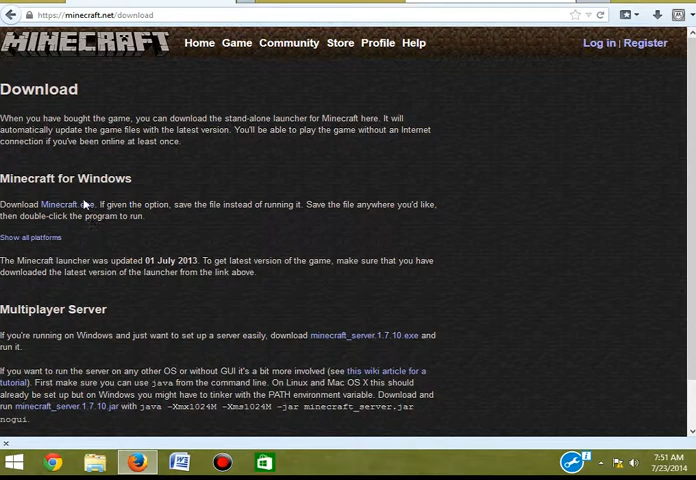 https://minecraft.net/download
MINECRAFT
Home Game Community Store Profile Help
Log in | Register
Download
When you have bought the game, you can download the stand-alone launcher for Minecraft here. It will
automatically update the game files with the latest version. You'll be able to play the game without an Internet
connection if you've been online at least once.
Minecraft for Windows
Download Minecraft.exe. If given the option, save the file instead of running it. Save the file anywhere you'd like,
then double-click the program to run.
Show all platforms
The Minecraft launcher was updated 01 July 2013. To get latest version of the game, make sure that you have
downloaded the latest version of the launcher from the link above.
Multiplayer Server
If you're running on Windows and just want to set up a server easily, download minecraft_server.1.7.10.exe and
run it.
If you want to run the server on any other OS or without GUI it's a bit more involved (see this wiki article for a
tutorial). First make sure you can use java from the command line. On Linux and Mac OS X this should
already be set up but on Windows you might have to tinker with the PATH environment variable. Download and
run minecraft_server.1.7.10.jar with java -Xmx1024M -Xms1024M -jar minecraft_server.jar
nogui.
7:51 AM
7/23/2014